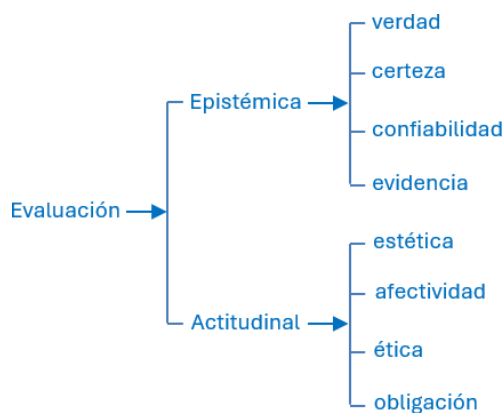 Evaluación
Epistémica
verdad
certeza
confiabilidad
evidencia
Actitudinal
estética
afectividad
ética
obligación